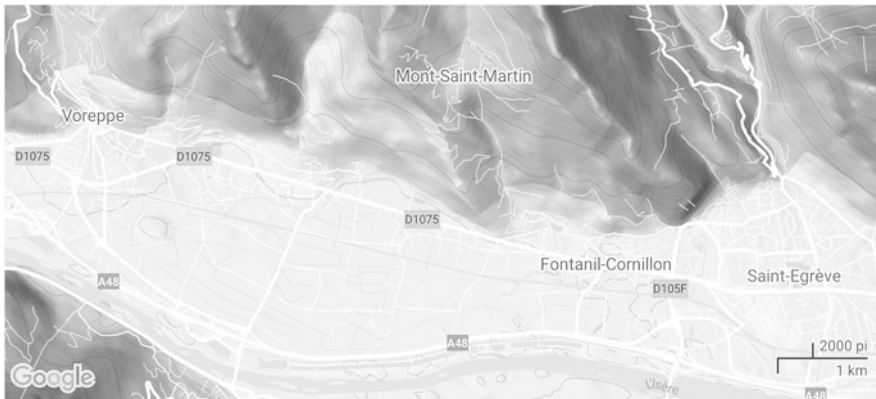 Mont-Saint-Martin
Voreppe
D1075
D1075
D1075
Fontanil-Cornillon
Saint-Egrève
A48
D105F
A48
2000 pi
1 km
Google
L'Isère
A48